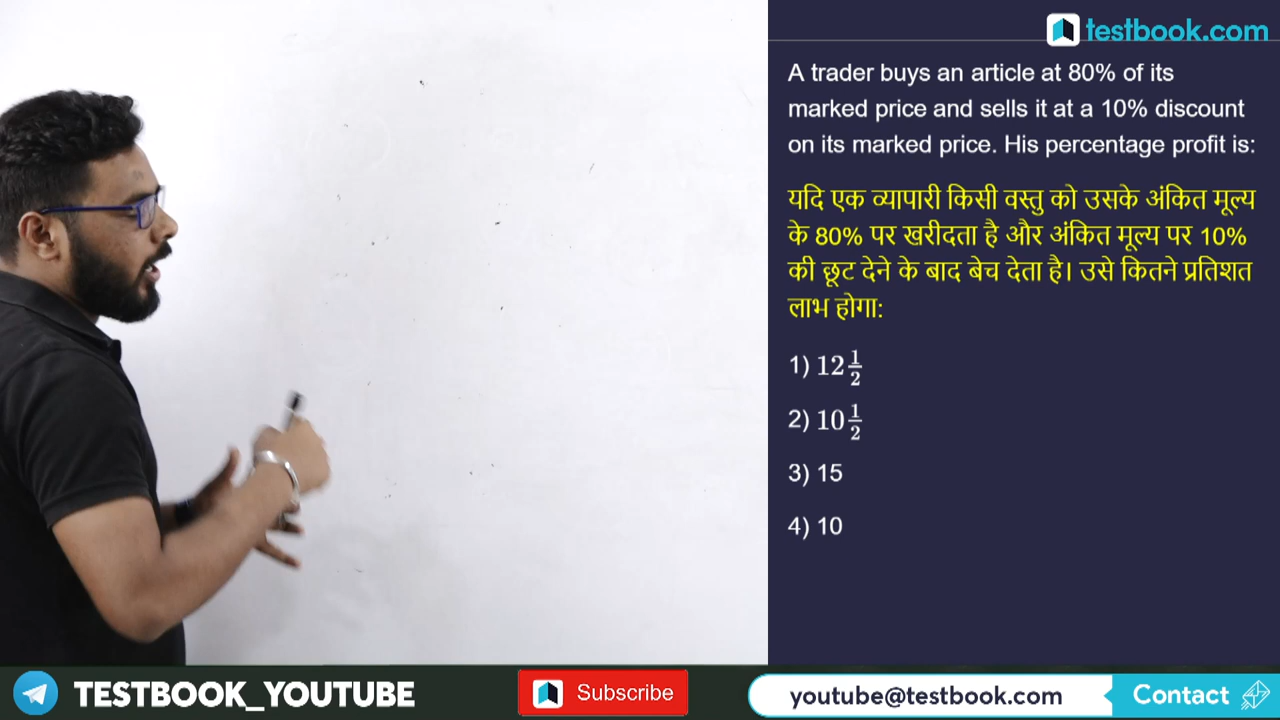 testbook.com
A trader buys an article at 80% of its
marked price and sells it at a 10% discount
on its marked price. His percentage profit is:
यदि एक व्यापारी किसी वस्तु को उसके अंकित मूल्य
के 80% पर खरीदता है और अंकित मूल्य पर 10%
की छूट देने के बाद बेच देता है। उसे कितने प्रतिशत
लाभ होगा:
1) 12 1/2
2) 10 1/2
3) 15
4) 10
TESTBOOK_YOUTUBE
Subscribe
youtube@testbook.com
Contact